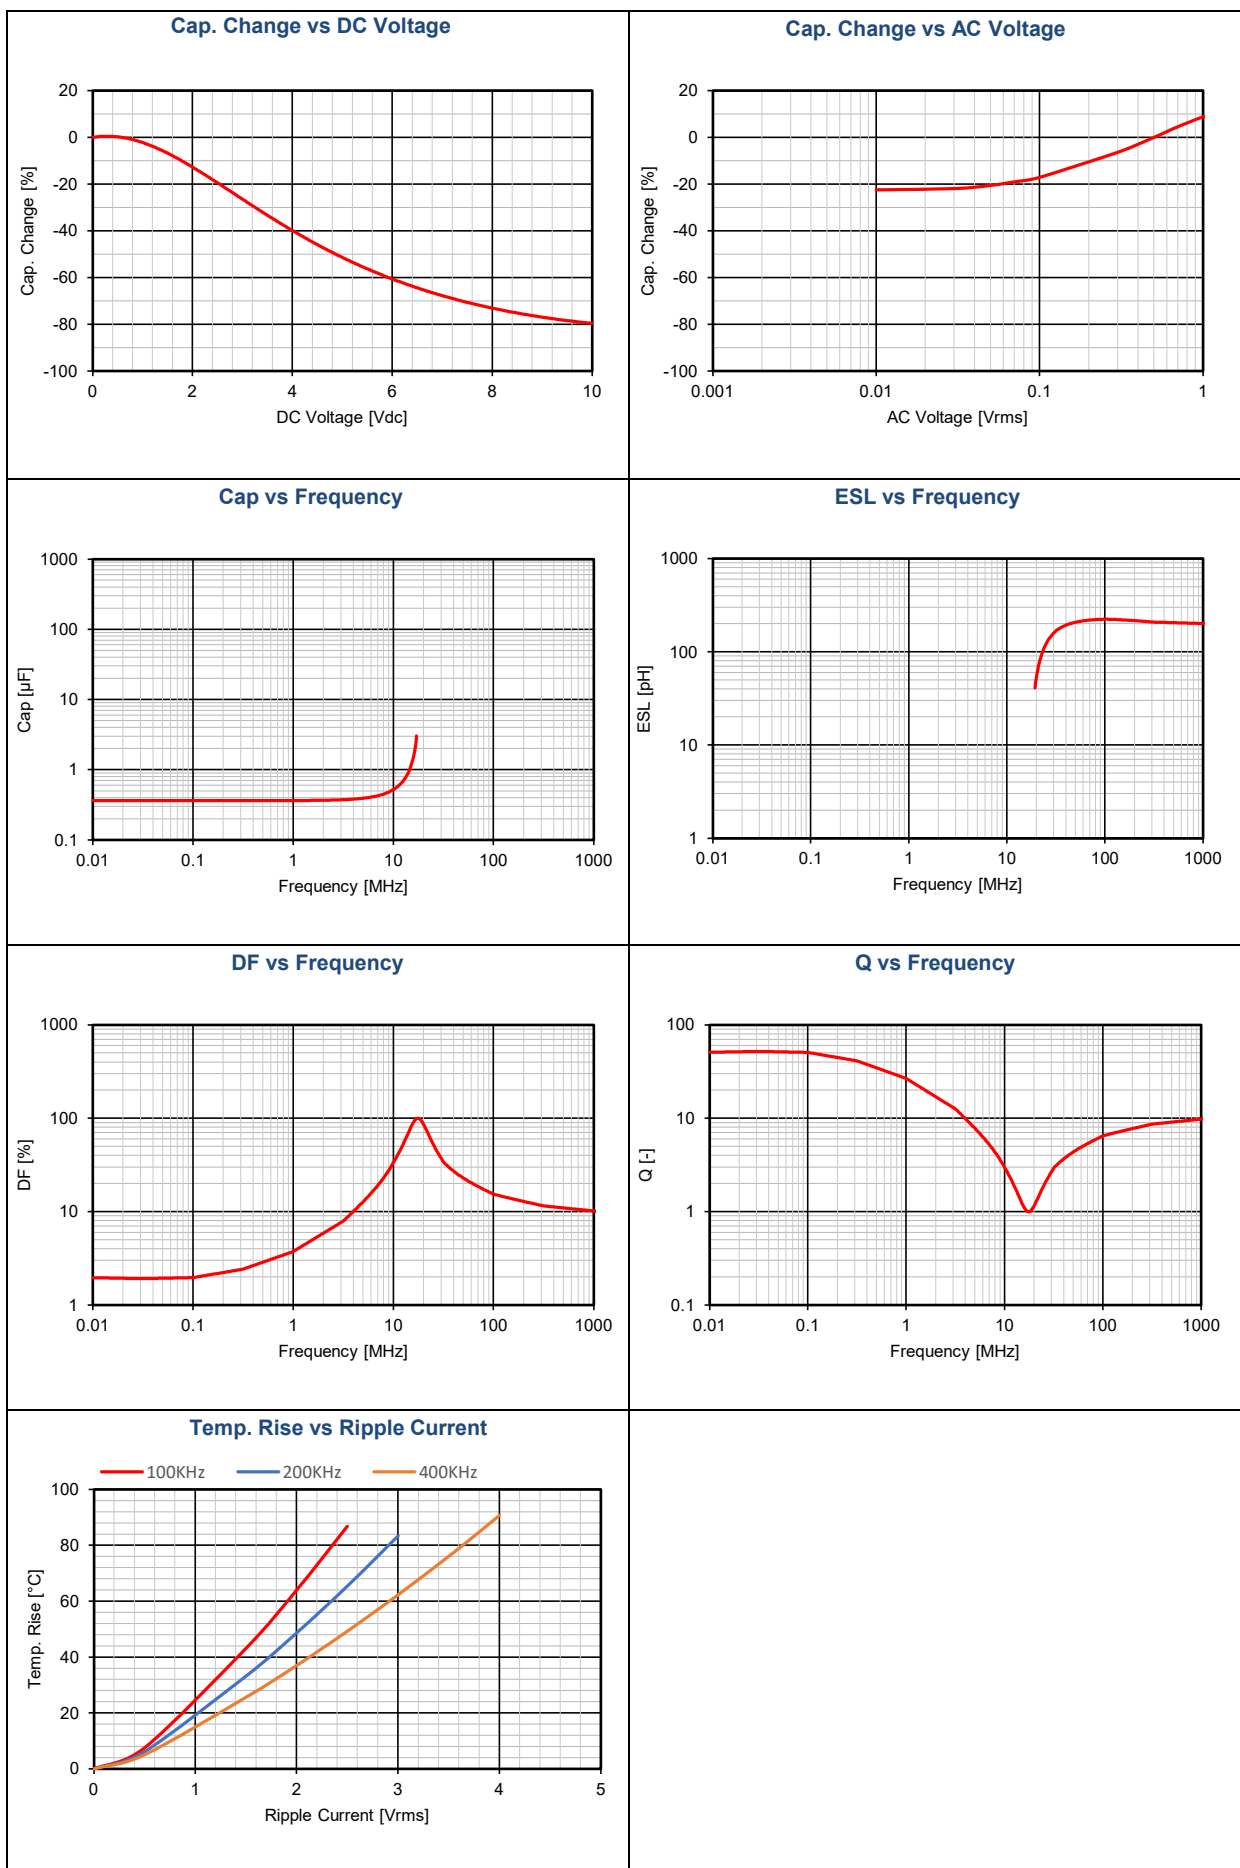 Cap. Change vs DC Voltage
20
0
-20
-40
-60
-80
-100
Cap. Change [%]
0 2 4 6 8 10
DC Voltage [Vdc]
Cap. Change vs AC Voltage
20
0
-20
-40
-60
-80
-100
Cap. Change [%]
0.001 0.01 0.1 1
AC Voltage [Vrms]
Cap vs Frequency
1000
100
10
1
0.1
Cap [µF]
0.01 0.1 1 10 100 1000
Frequency [MHz]
ESL vs Frequency
1000
100
10
1
ESL [pH]
0.01 0.1 1 10 100 1000
Frequency [MHz]
DF vs Frequency
1000
100
10
1
DF [%]
0.01 0.1 1 10 100 1000
Frequency [MHz]
Q vs Frequency
100
10
1
0.1
Q [-]
0.01 0.1 1 10 100 1000
Frequency [MHz]
Temp. Rise vs Ripple Current
100KHz 200KHz 400KHz
100
80
60
40
20
0
Temp. Rise [°C]
0 1 2 3 4 5
Ripple Current [Vrms]